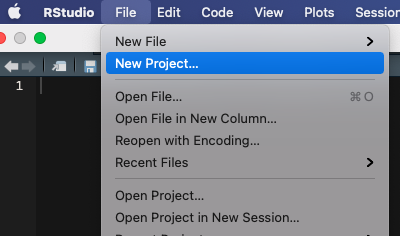 RStudio File Edit Code View Plots Session
New File
New Project...
1
Open File... ⌘O
Open File in New Column...
Reopen with Encoding...
Recent Files
Open Project...
Open Project in New Session...